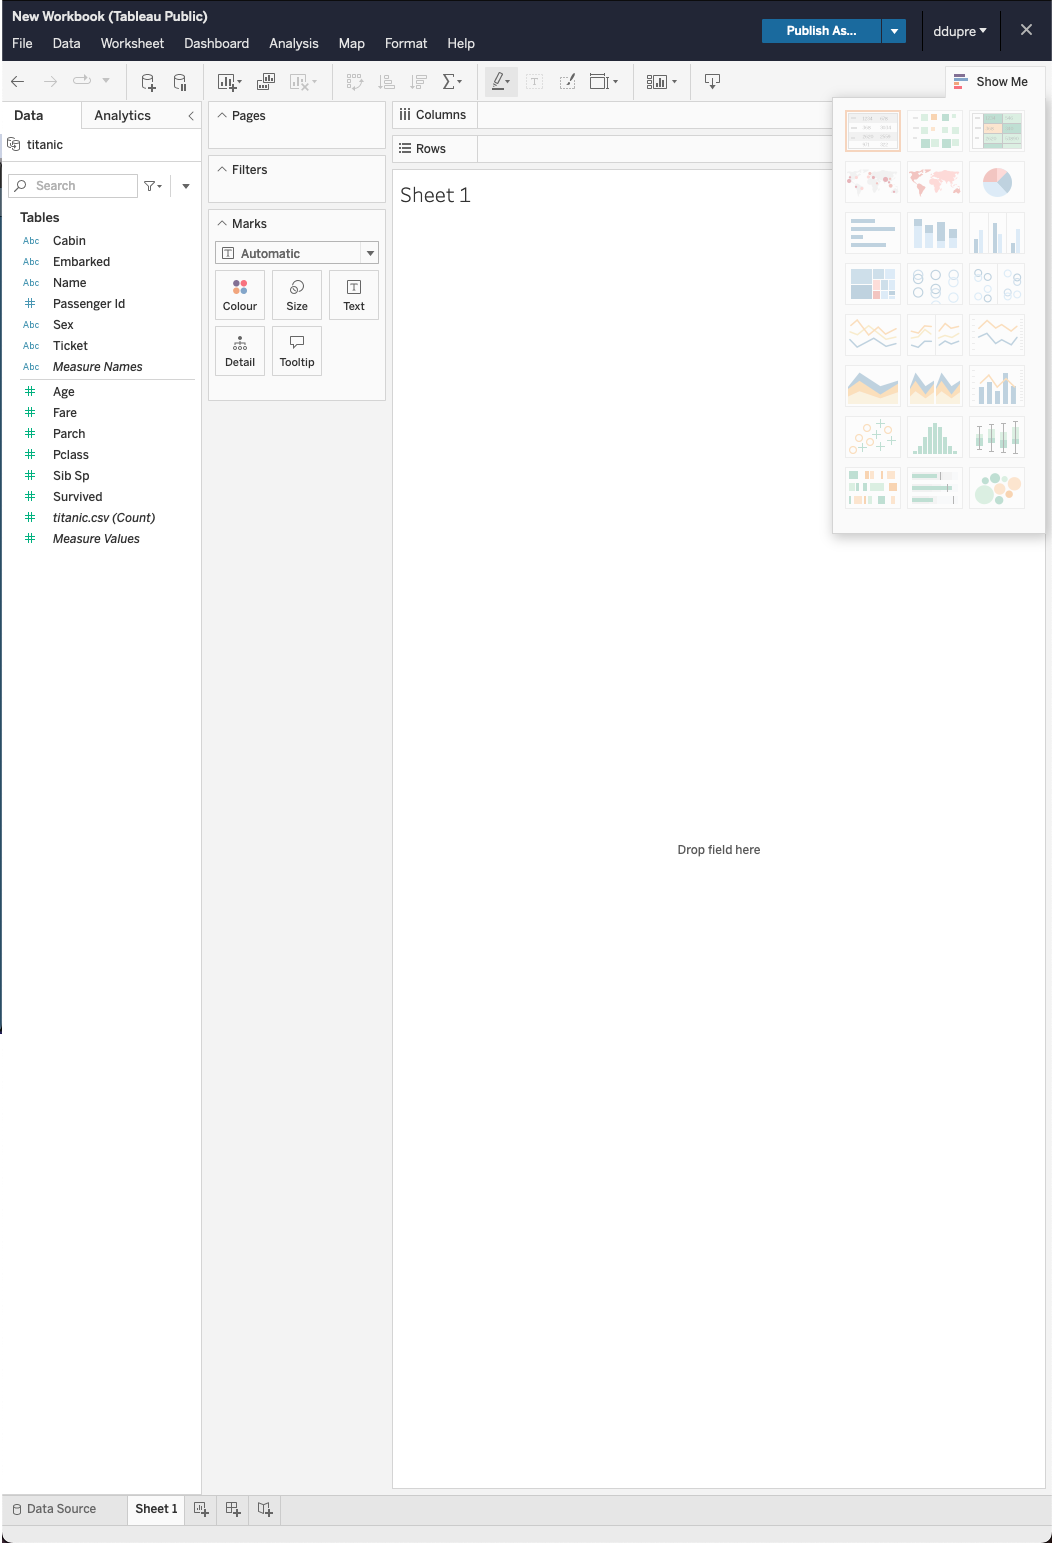 New Workbook (Tableau Public)
File Data Worksheet Dashboard Analysis Map Format Help
Publish As...
ddupre
Show Me
Data
Analytics
titanic
Search
Tables
Abc Cabin
Abc Embarked
Abc Name
# Passenger Id
Abc Sex
Abc Ticket
Abc Measure Names
# Age
# Fare
# Parch
# Pclass
# Sib Sp
# Survived
# titanic.csv (Count)
# Measure Values
Pages
Filters
Marks
Automatic
Colour
Size
Text
Detail
Tooltip
Columns
Rows
Sheet 1
Drop field here
Data Source
Sheet 1